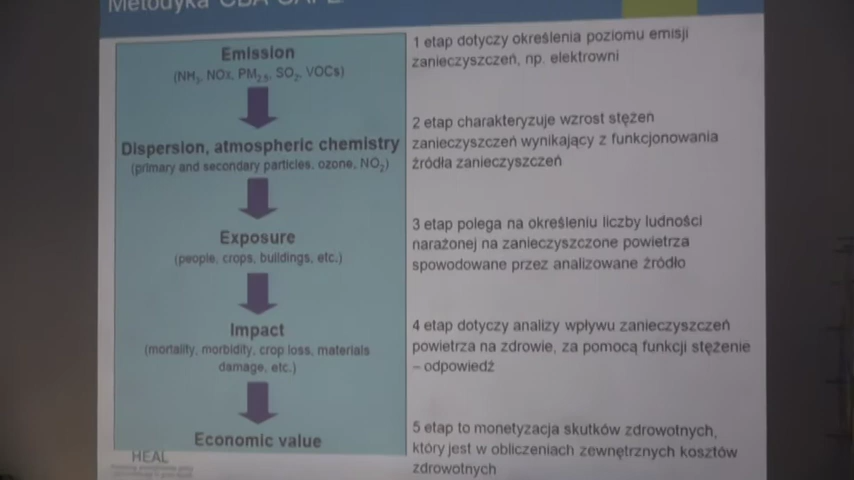 Metodyka CBA CAFE
Emission
(NH3, NOx, PM2.5, SO2, VOCs)
Dispersion, atmospheric chemistry
(primary and secondary particles, ozone, NO2)
Exposure
(people, crops, buildings, etc.)
Impact
(mortality, morbidity, crop loss, materials
damage, etc.)
Economic value
HEAL
1 etap dotyczy określenia poziomu emisji
zanieczyszczeń, np. elektrowni
2 etap charakteryzuje wzrost stężeń
zanieczyszczeń wynikający z funkcjonowania
źródła zanieczyszczeń
3 etap polega na określeniu liczby ludności
narażonej na zanieczyszczone powietrza
spowodowane przez analizowane źródło
4 etap dotyczy analizy wpływu zanieczyszczeń
powietrza na zdrowie, za pomocą funkcji stężenie
– odpowiedź
5 etap to monetyzacja skutków zdrowotnych,
który jest w obliczeniach zewnętrznych kosztów
zdrowotnych